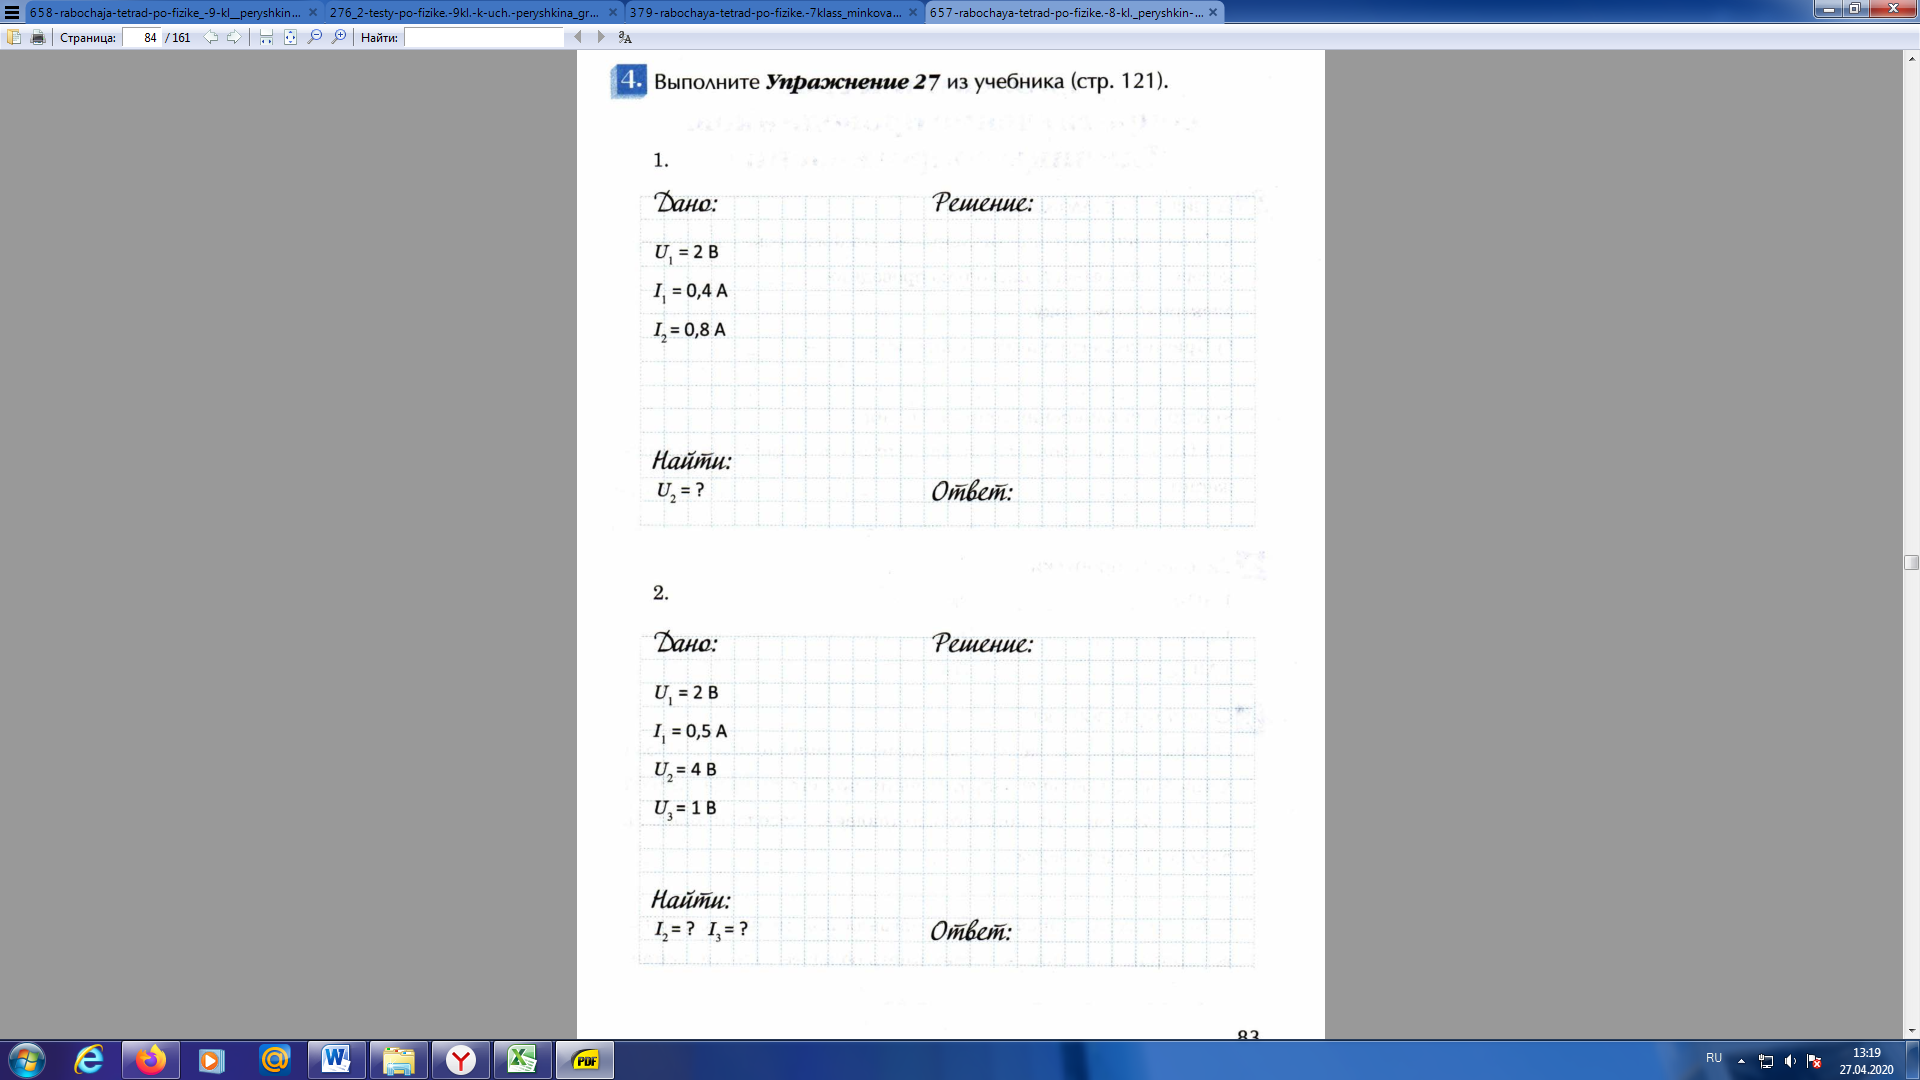 658-rabochaja-tetrad-po-fizike_-9-kl__peryshkin...
276_2-testy-po-fizike.-9kl.-k-uch.-peryshkina_gr...
379-rabochaya-tetrad-po-fizike.-7klass_minkova...
657-rabochaya-tetrad-po-fizike.-8-kl._peryshkin-...
Страница: 84 / 161 Найти:
4. Выполните Упражнение 27 из учебника (стр. 121).
1.
Дано: Решение:
U1 = 2 В
I1 = 0,4 А
I2 = 0,8 А
Найти:
U2 = ? Ответ:
2.
Дано: Решение:
U1 = 2 В
I1 = 0,5 А
U2 = 4 В
U3 = 1 В
Найти:
I2 = ? I3 = ? Ответ:
83
PDF
RU 13:19
27.04.2020